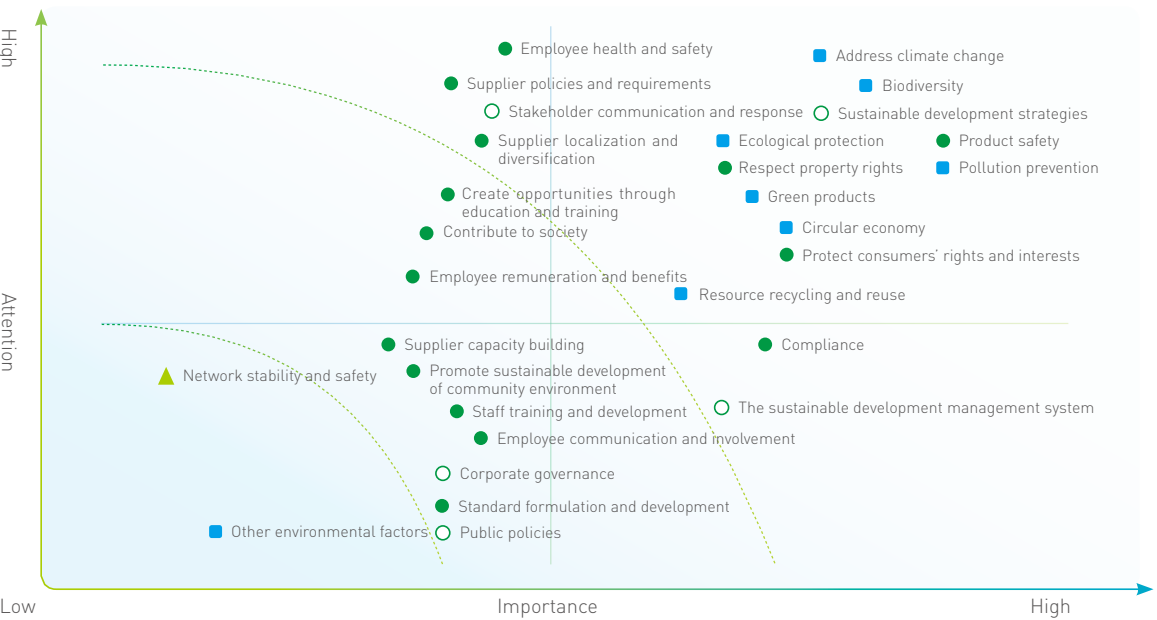 High
Employee health and safety
Address climate change
Supplier policies and requirements
Biodiversity
Stakeholder communication and response
Sustainable development strategies
Supplier localization and
diversification
Ecological protection
Product safety
Respect property rights
Pollution prevention
Create opportunities through
education and training
Green products
Contribute to society
Circular economy
Protect consumers' rights and interests
Employee remuneration and benefits
Resource recycling and reuse
Attention
Supplier capacity building
Compliance
Network stability and safety
Promote sustainable development
of community environment
Staff training and development
The sustainable development management system
Employee communication and involvement
Corporate governance
Standard formulation and development
Other environmental factors
Public policies
Low
Importance
High